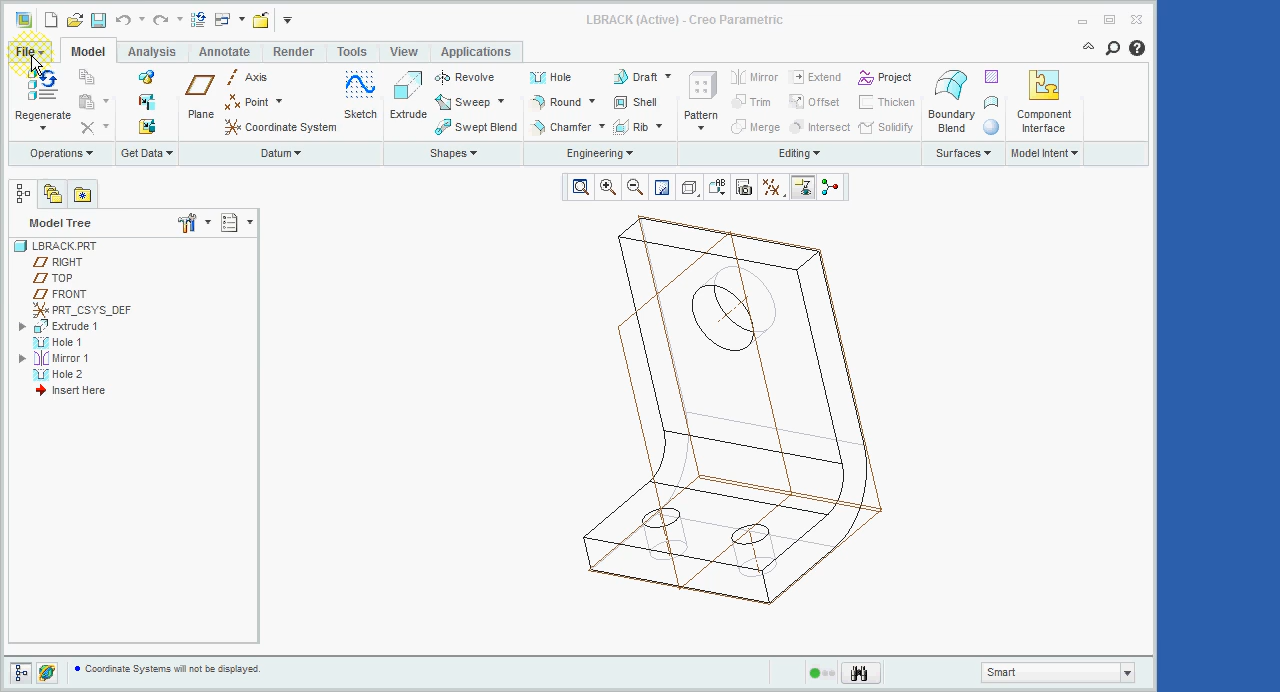 LBRACK (Active) - Creo Parametric
File
Model
Analysis
Annotate
Render
Tools
View
Applications
Regenerate
Plane
Axis
Point
Coordinate System
Sketch
Extrude
Revolve
Sweep
Swept Blend
Hole
Round
Chamfer
Draft
Shell
Rib
Pattern
Mirror
Trim
Merge
Extend
Offset
Intersect
Project
Thicken
Solidify
Boundary
Blend
Component
Interface
Operations
Get Data
Datum
Shapes
Engineering
Editing
Surfaces
Model Intent
Model Tree
LBRACK.PRT
RIGHT
TOP
FRONT
PRT_CSYS_DEF
Extrude 1
Hole 1
Mirror 1
Hole 2
Insert Here
Coordinate Systems will not be displayed.
Smart